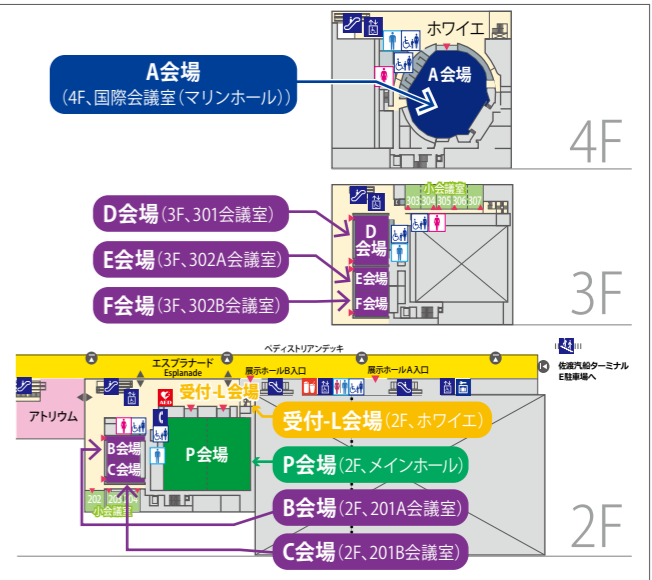 ホワイエ
A会場
A会場
(4F、国際会議室(マリンホール))
4F
小会議室
303 304 305 306 307
D会場(3F、301会議室)
D
会場
E会場(3F、302A会議室)
E会場
F会場(3F、302B会議室)
F会場
3F
ペディストリアンデッキ
エスプラナード
Esplanade
展示ホールB入口
展示ホールA入口
佐渡汽船ターミナル
E駐車場へ
アトリウム
AED
受付-L会場
受付-L会場(2F、ホワイエ)
B会場
C会場
P会場
P会場(2F、メインホール)
202 203 204
小会議室
B会場(2F、201A会議室)
C会場(2F、201B会議室)
2F